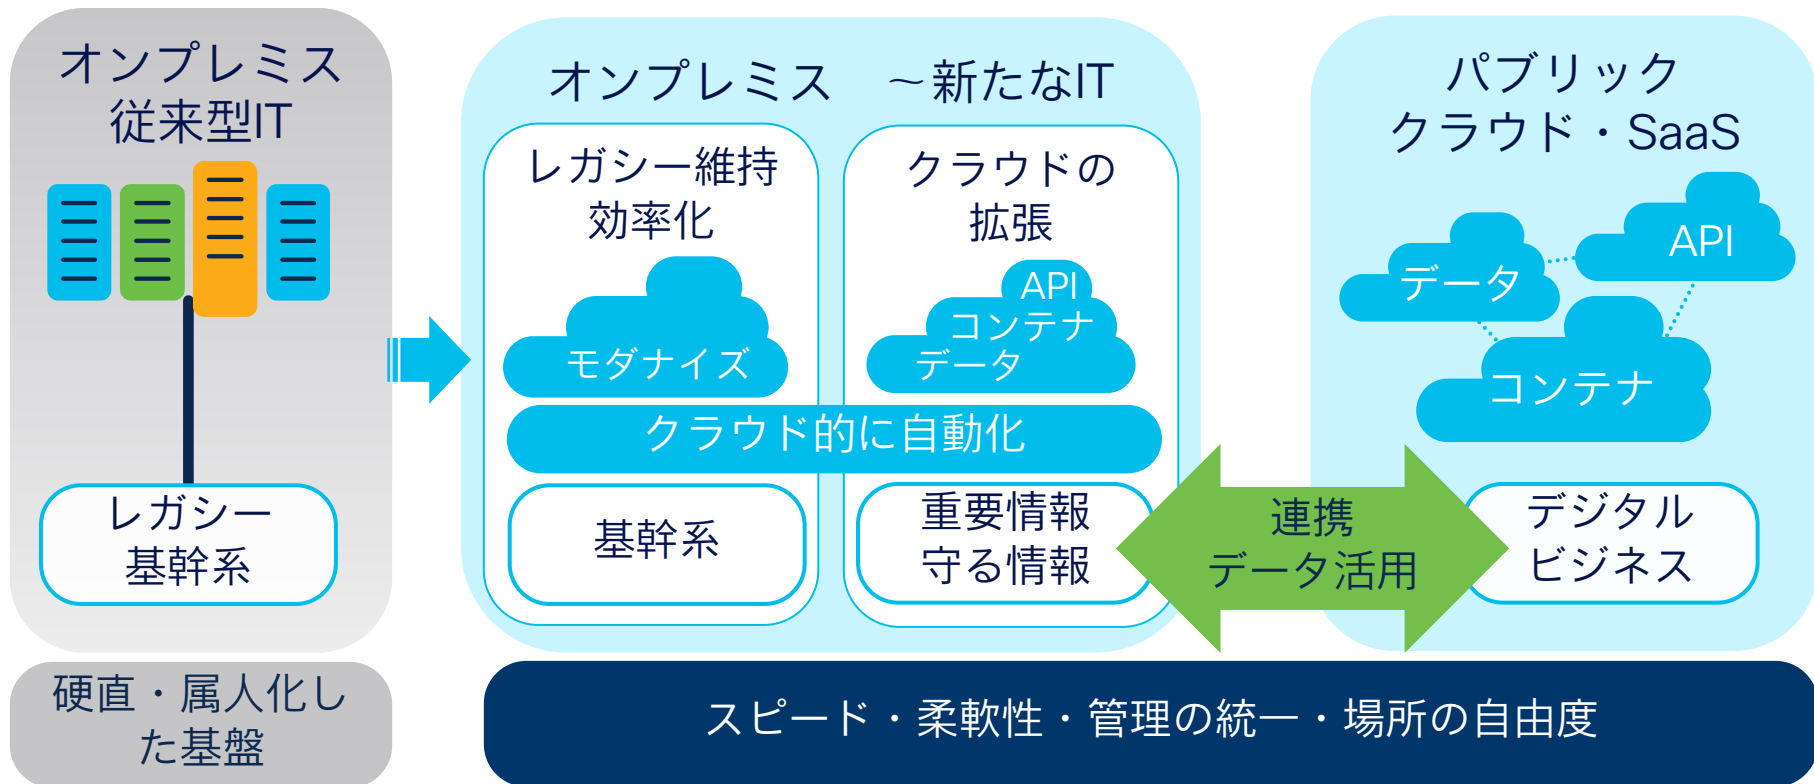 オンプレミス
従来型IT
レガシー
基幹系
硬直・属人化し
た基盤
オンプレミス　～新たなIT
レガシー維持
効率化
モダナイズ
クラウドの
拡張
API
コンテナ
データ
クラウド的に自動化
基幹系
重要情報
守る情報
連携
データ活用
パブリック
クラウド・SaaS
データ
API
コンテナ
デジタル
ビジネス
スピード・柔軟性・管理の統一・場所の自由度